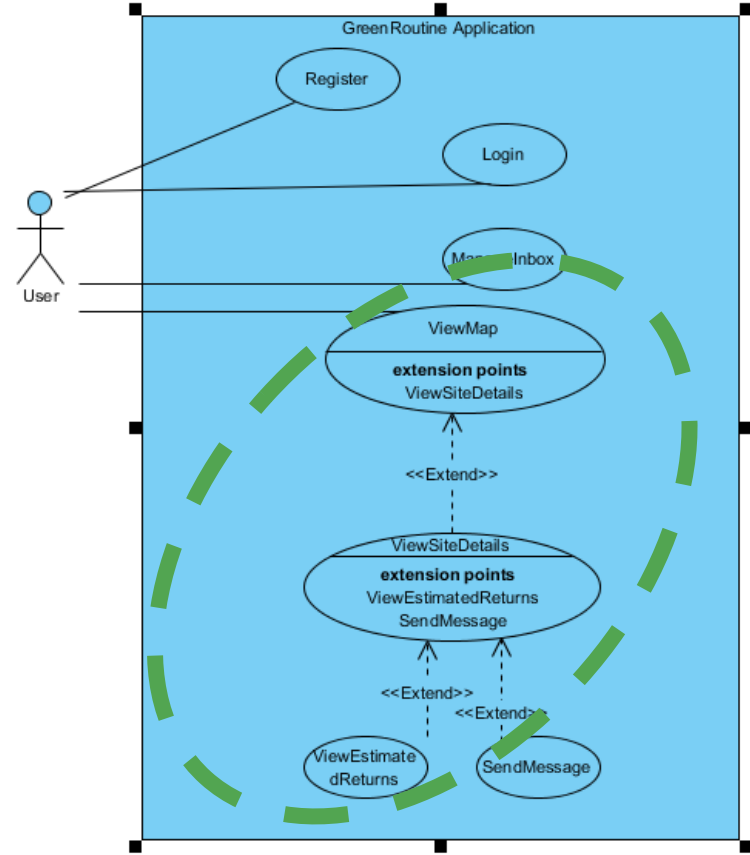 GreenRoutine Application
Register
Login
User
ViewMap
extension points
ViewSiteDetails
<<Extend>>
ViewSiteDetails
extension points
ViewEstimatedReturns
SendMessage
<<Extend>>
<<Extend>>
ViewEstimate
dReturns
SendMessage